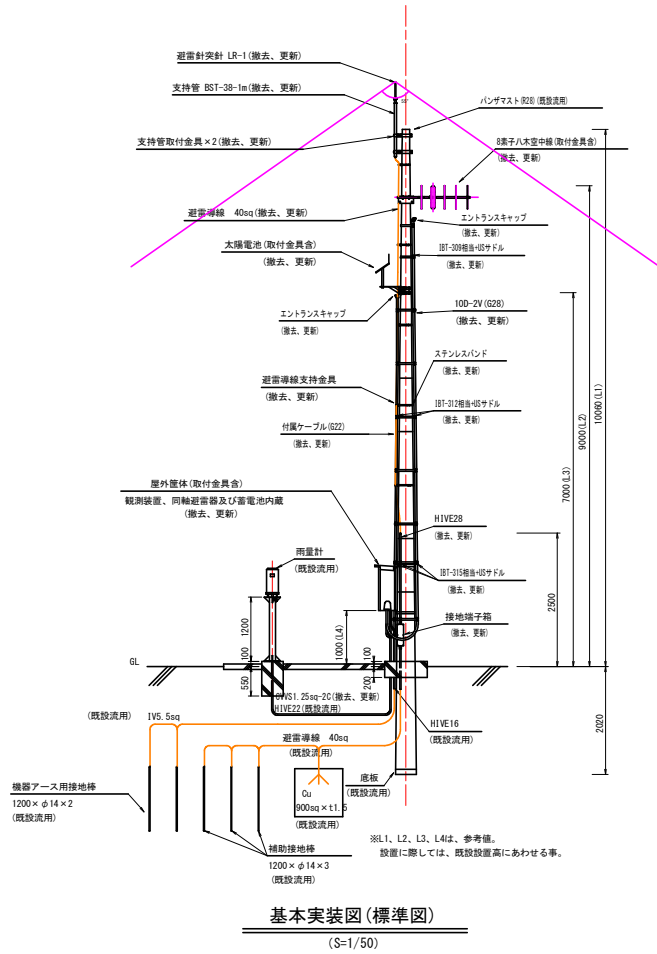 避雷針突針 LR-1(撤去、更新)
支持管 BST-38-1m(撤去、更新)
支持管取付金具×2(撤去、更新)
避雷導線 40sq(撤去、更新)
太陽電池(取付金具含)
(撤去、更新)
エントランスキャップ
(撤去、更新)
避雷導線支持金具
(撤去、更新)
付属ケーブル(G22)
(撤去、更新)
屋外筐体(取付金具含)
観測装置、同軸避雷器及び蓄電池内蔵
(撤去、更新)
雨量計
(既設流用)
パンザマスト(R28)(既設流用)
8素子八木空中線(取付金具含)
(撤去、更新)
エントランスキャップ
(撤去、更新)
IBT-309相当+USサドル
(撤去、更新)
10D-2V(G28)
(撤去、更新)
ステンレスバンド
(撤去、更新)
IBT-312相当+USサドル
(撤去、更新)
HIVE28
(撤去、更新)
IBT-315相当+USサドル
(撤去、更新)
接地端子箱
(撤去、更新)
10060(L1)
9000(L2)
7000(L3)
2500
2020
1000(L4)
1200
100
550
100
200
GL
CVVS1.25sq-2C(撤去、更新)
HIVE22(既設流用)
(既設流用) IV5.5sq
避雷導線 40sq
(既設流用)
HIVE16
(既設流用)
底板
(既設流用)
Cu
900sq×t1.5
(既設流用)
機器アース用接地棒
1200×φ14×2
(既設流用)
補助接地棒
1200×φ14×3
(既設流用)
※L1、L2、L3、L4は、参考値。
設置に際しては、既設設置高にあわせる事。
基本実装図(標準図)
(S=1/50)